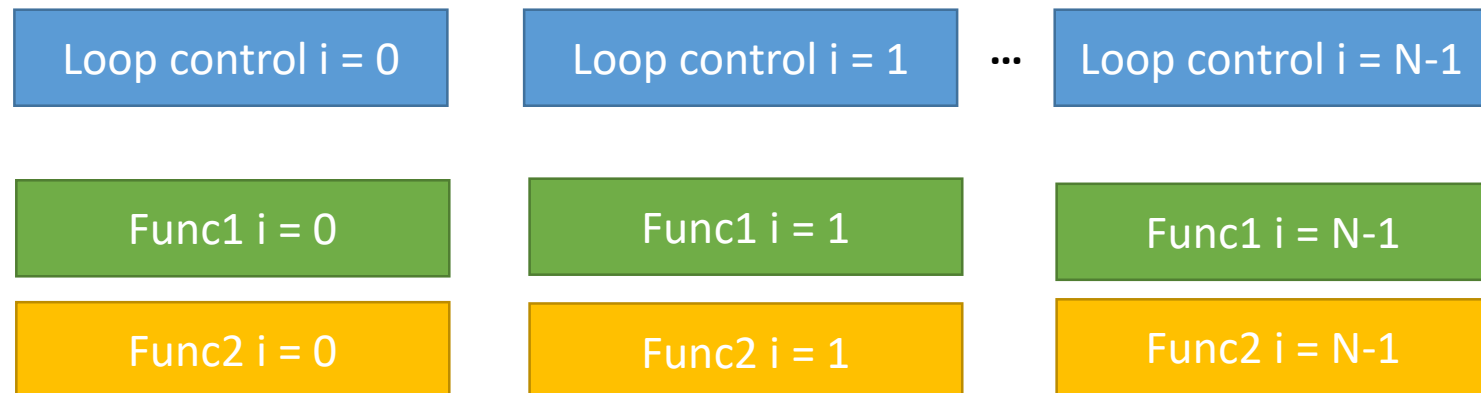 Loop control i = 0
Loop control i = 1
...
Loop control i = N-1
Func1 i = 0
Func1 i = 1
Func1 i = N-1
Func2 i = 0
Func2 i = 1
Func2 i = N-1